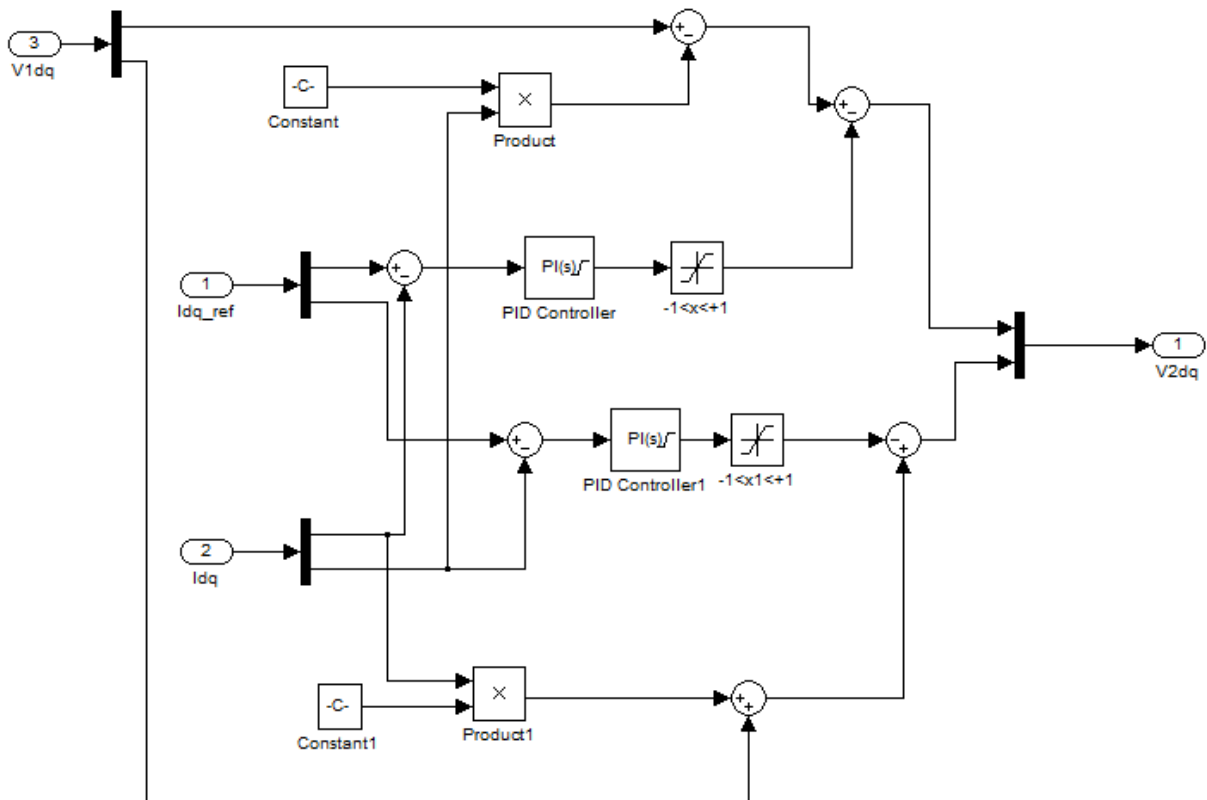 3
V1dq
-C-
Constant
×
Product
+
−
+
−
1
Idq_ref
+
−
PI(s)
PID Controller
-1<x<+1
1
V2dq
+
−
PI(s)
PID Controller1
-1<x1<+1
−
+
2
Idq
-C-
Constant1
×
Product1
+
+